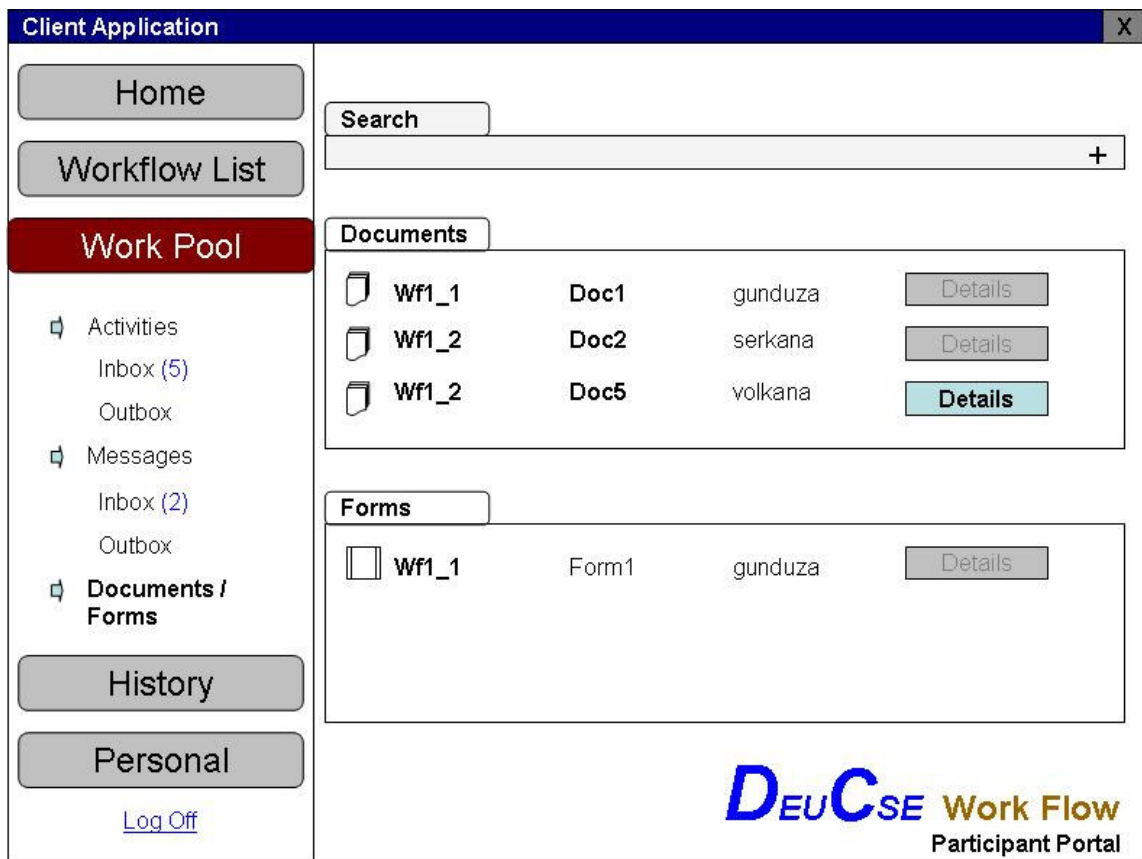 Client Application X
Home
Workflow List
Work Pool
Activities
Inbox (5)
Outbox
Messages
Inbox (2)
Outbox
Documents /
Forms
History
Personal
Log Off
Search
+
Documents
Wf1_1 Doc1 gunduza Details
Wf1_2 Doc2 serkana Details
Wf1_2 Doc5 volkana Details
Forms
Wf1_1 Form1 gunduza Details
DEUCSE Work Flow
Participant Portal